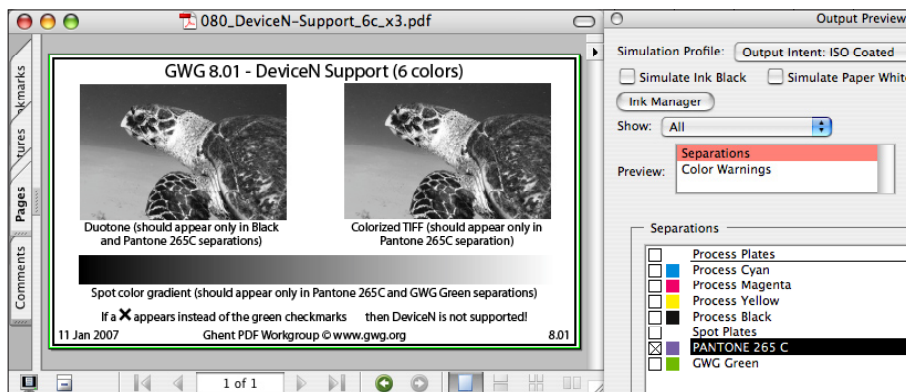 080_DeviceN-Support_6c_x3.pdf
Output Preview
kmarks
tures
Pages
Comments
GWG 8.01 - DeviceN Support (6 colors)
Duotone (should appear only in Black
and Pantone 265C separations)
Colorized TIFF (should appear only in
Pantone 265C separation)
Spot color gradient (should appear only in Pantone 265C and GWG Green separations)
If a X appears instead of the green checkmarks then DeviceN is not supported!
11 Jan 2007 Ghent PDF Workgroup © www.gwg.org 8.01
1 of 1
Simulation Profile: Output Intent: ISO Coated
Simulate Ink Black Simulate Paper White
Ink Manager
Show: All
Preview: Separations
Color Warnings
Separations
Process Plates
Process Cyan
Process Magenta
Process Yellow
Process Black
Spot Plates
PANTONE 265 C
GWG Green